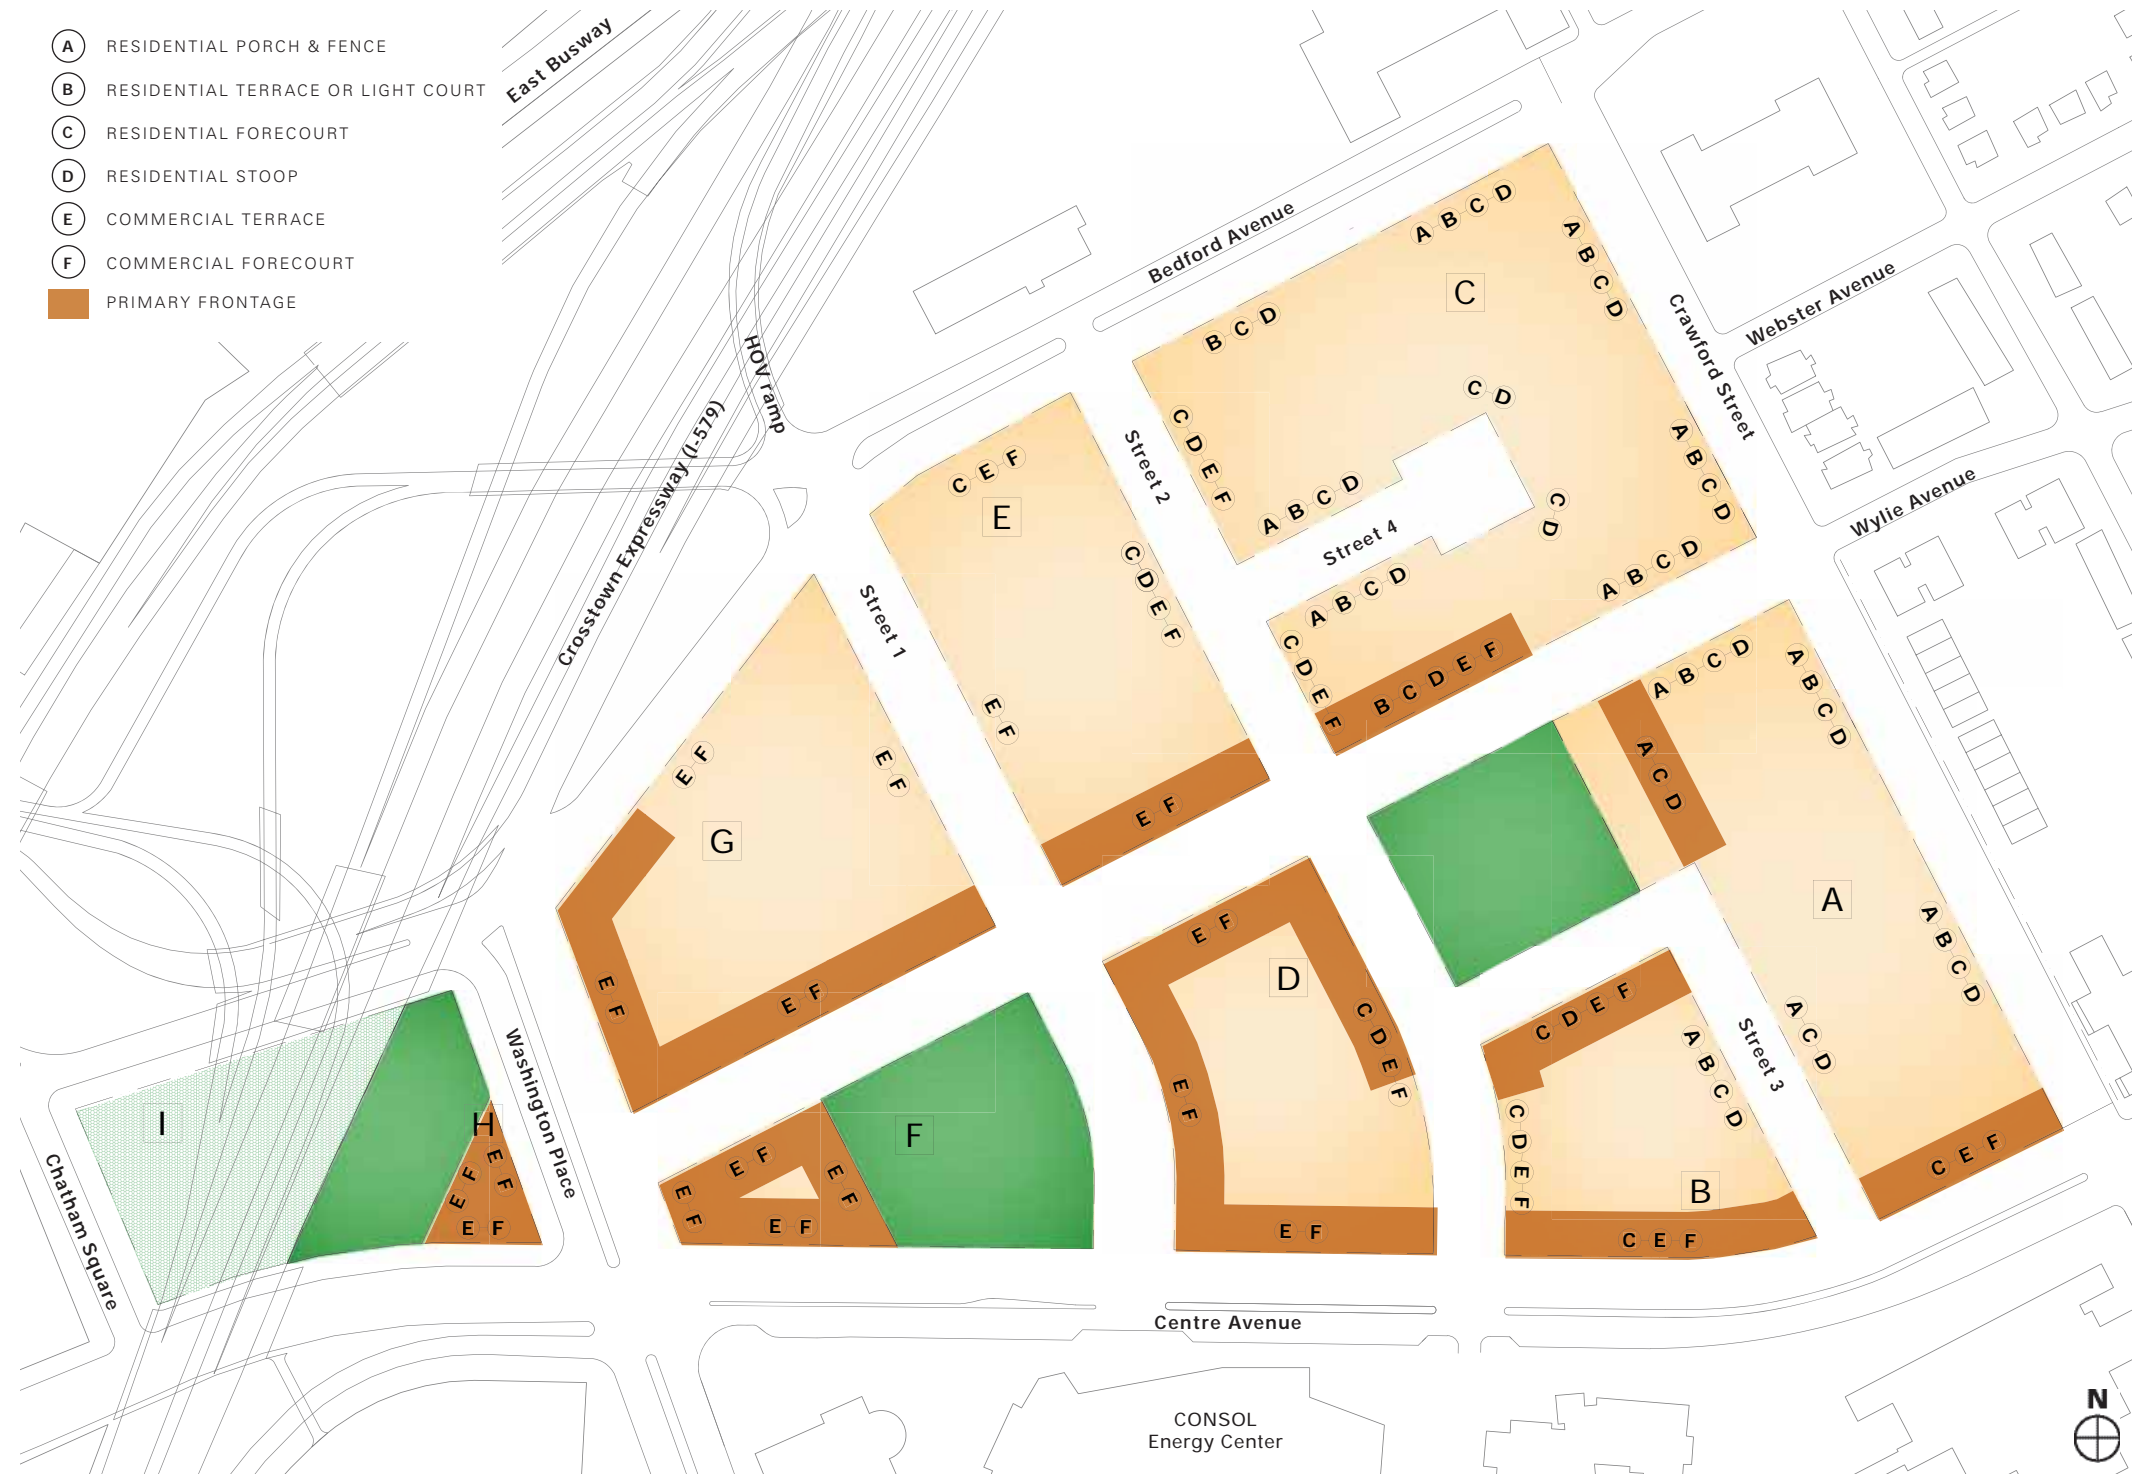 A RESIDENTIAL PORCH & FENCE
B RESIDENTIAL TERRACE OR LIGHT COURT
C RESIDENTIAL FORECOURT
D RESIDENTIAL STOOP
E COMMERCIAL TERRACE
F COMMERCIAL FORECOURT
PRIMARY FRONTAGE
East Busway
HOV ramp
Crosstown Expressway (I-579)
Bedford Avenue
Crawford Street
Webster Avenue
Wylie Avenue
Street 1
Street 2
Street 4
Street 3
Washington Place
Chatham Square
Centre Avenue
CONSOL
Energy Center
N
C
A B C D
A B C D
B C D
C D
C D E F
A B C D
C D
A B C D
A B C D
A B C D
C D E F
B C D E F
E
C E F
C D E F
E F
E F
G
E F
E F
E F
E F
A
A B C D
A B C D
A C D
A B C D
A C D
C E F
D
E F
C D E F
E F
E F
B
C D E F
A B C D
C D E F
C E F
F
E F
E F
E F
E F
H
E F
E F
E F
I